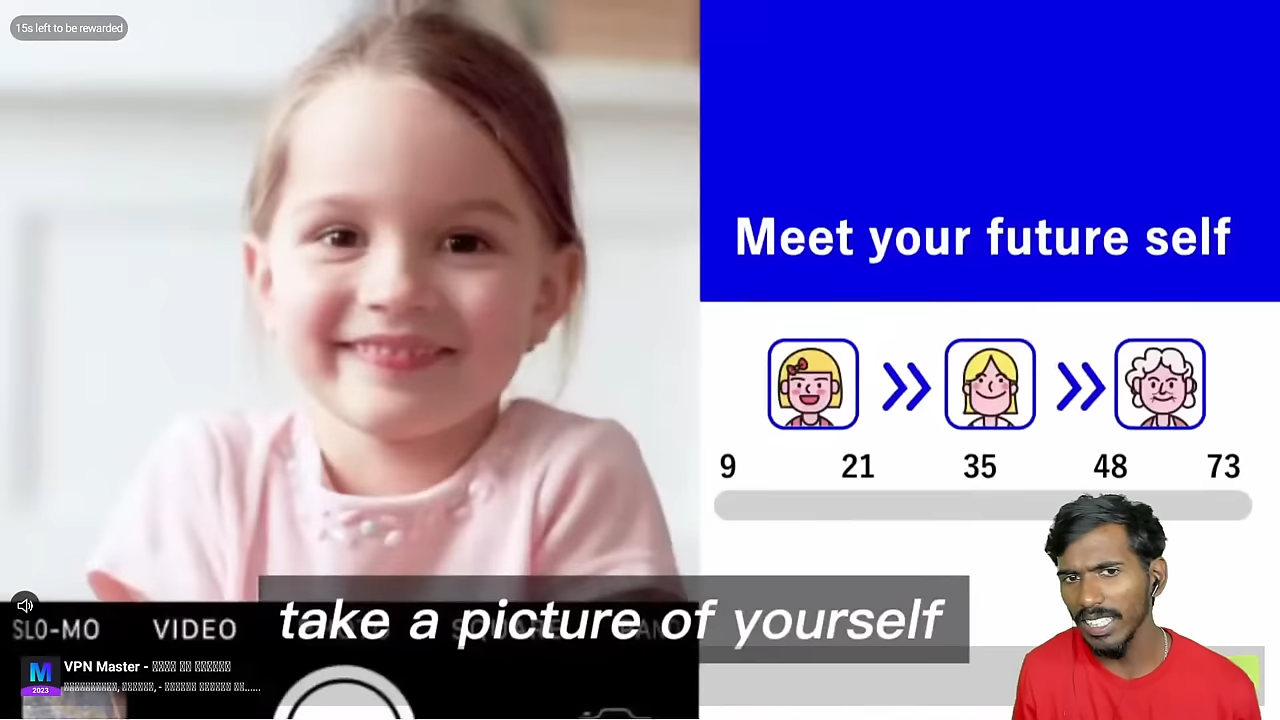 15s left to be rewarded
Meet your future self
9 21 35 48 73
take a picture of yourself
SLO-MO VIDEO
VPN Master -
M
2023